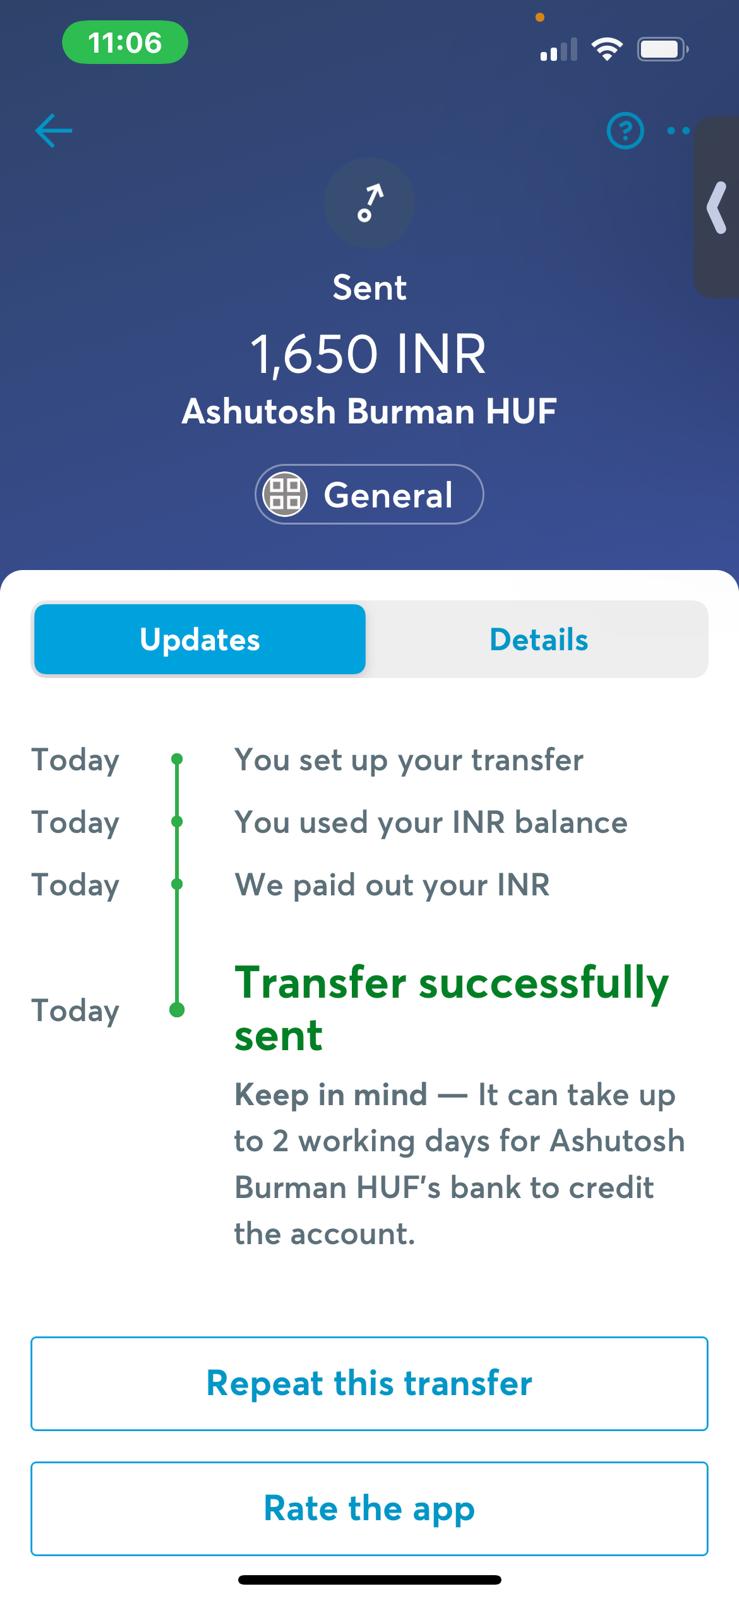 11:06
?
Sent
1,650 INR
Ashutosh Burman HUF
General
Updates
Details
Today
You set up your transfer
Today
You used your INR balance
Today
We paid out your INR
Today
Transfer successfully
sent
Keep in mind — It can take up
to 2 working days for Ashutosh
Burman HUF's bank to credit
the account.
Repeat this transfer
Rate the app